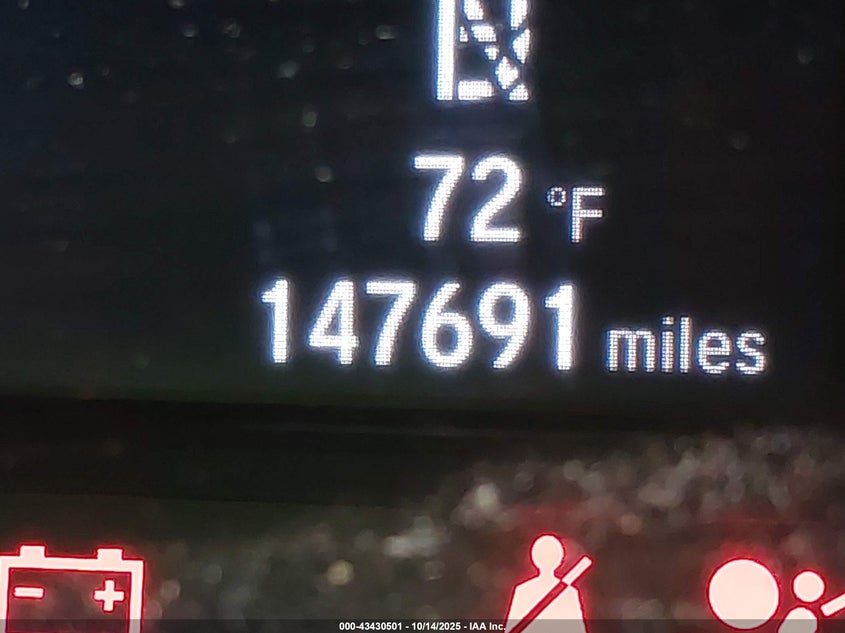 72 °F
147691 miles
000-43430501 - 10/14/2025 - IAA Inc.